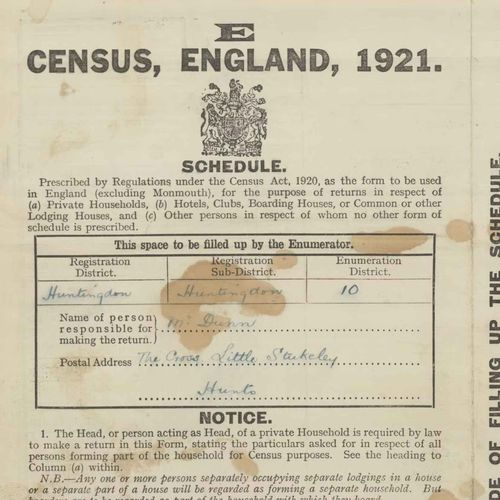 E
CENSUS, ENGLAND, 1921.
SCHEDULE.
Prescribed by Regulations under the Census Act, 1920, as the form to be used
in England (excluding Monmouth), for the purpose of returns in respect of
(a) Private Households, (b) Hotels, Clubs, Boarding Houses, or Common or other
Lodging Houses, and (c) Other persons in respect of whom no other form of
schedule is prescribed.
This space to be filled up by the Enumerator.
Registration District. Registration Sub-District. Enumeration District.
Huntingdon Huntingdon 10
Name of person responsible for making the return. Mr Dunn
Postal Address The Cross Little Stukeley
Hunts
NOTICE.
1. The Head, or person acting as Head, of a private Household is required by law
to make a return in this Form, stating the particulars asked for in respect of all
persons forming part of the household for Census purposes. See the heading to
Column (a) within.
N.B.—Any one or more persons separately occupying separate lodgings in a house
or a separate part of a house will be regarded as forming a separate household. But
DE OF FILLING UP THE SCHEDULE,